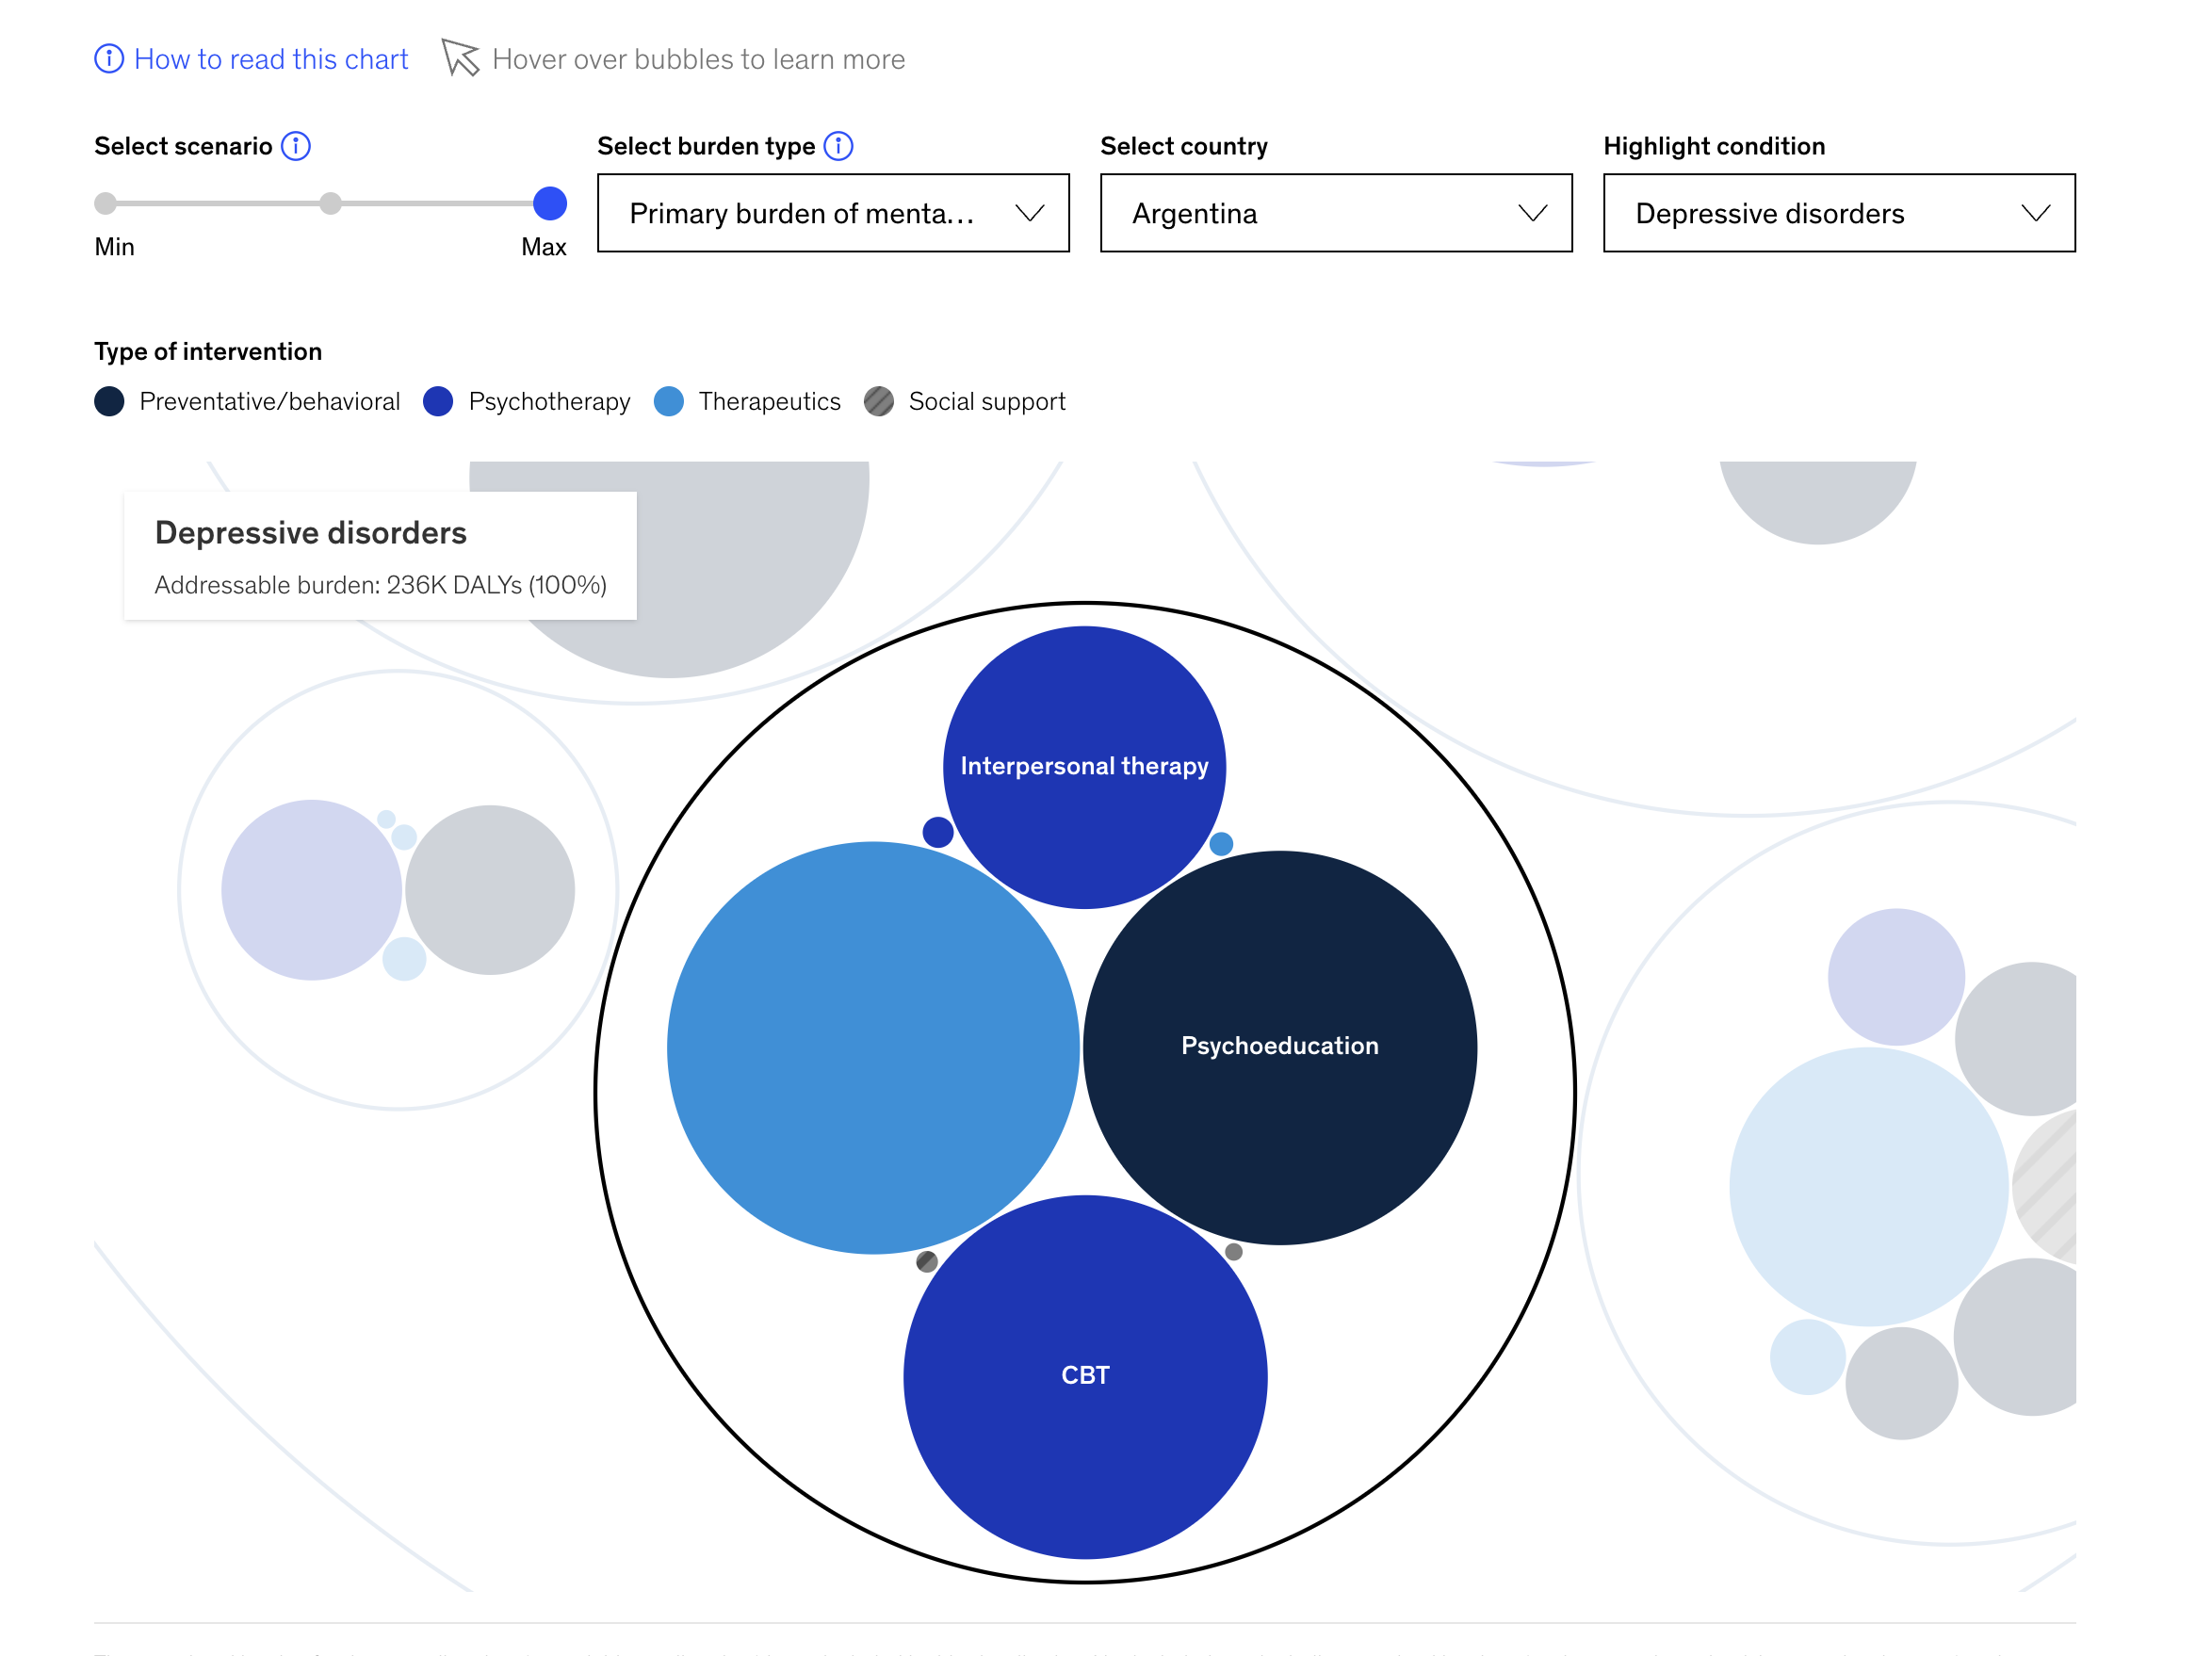 How to read this chart
Hover over bubbles to learn more
Select scenario
Select burden type
Select country
Highlight condition
Min
Max
Primary burden of menta...
Argentina
Depressive disorders
Type of intervention
Preventative/behavioral
Psychotherapy
Therapeutics
Social support
Depressive disorders
Addressable burden: 236K DALYs (100%)
Interpersonal therapy
Psychoeducation
CBT